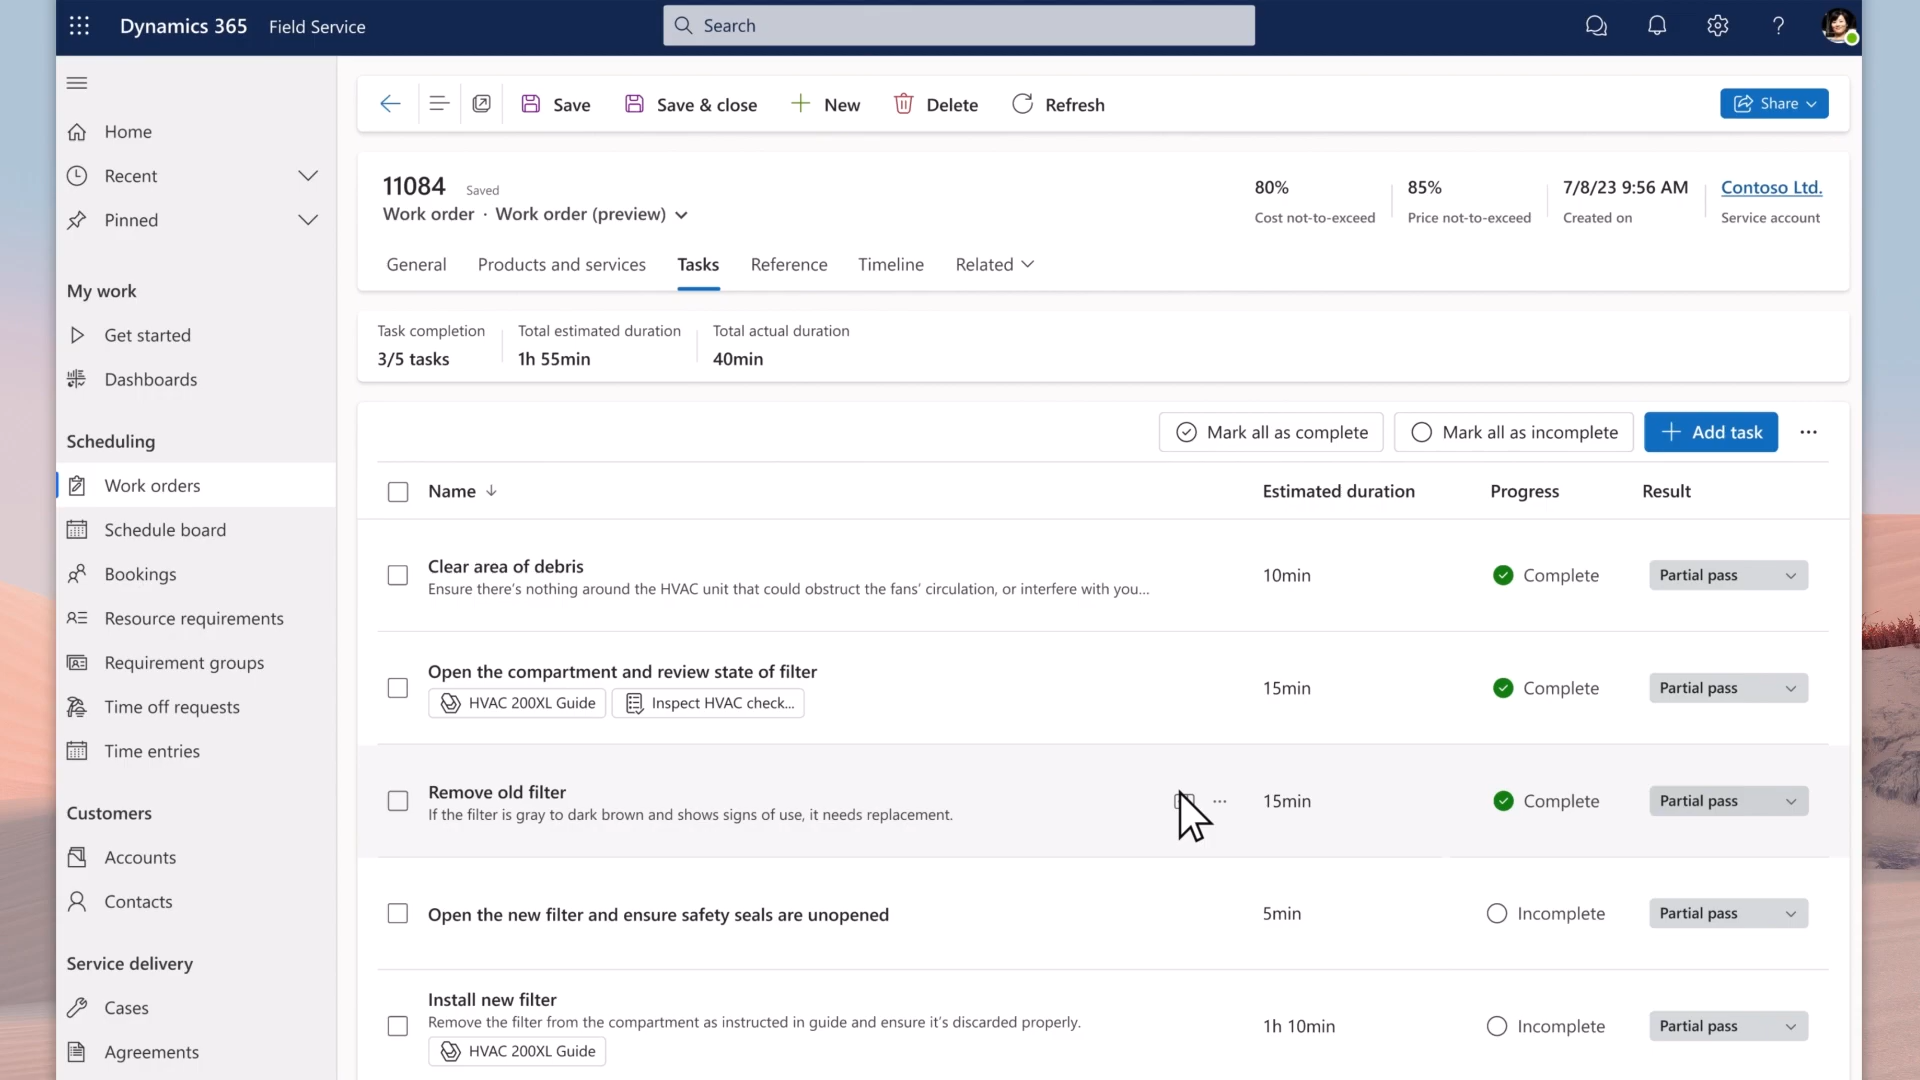 Dynamics 365 Field Service Search ?
Save Save & close New Delete Refresh Share
Home
Recent
Pinned
My work
Get started
Dashboards
Scheduling
Work orders
Schedule board
Bookings
Resource requirements
Requirement groups
Time off requests
Time entries
Customers
Accounts
Contacts
Service delivery
Cases
Agreements
11084 Saved
Work order · Work order (preview)
80%
Cost not-to-exceed
85%
Price not-to-exceed
7/8/23 9:56 AM
Created on
Contoso Ltd.
Service account
General Products and services Tasks Reference Timeline Related
Task completion
3/5 tasks
Total estimated duration
1h 55min
Total actual duration
40min
Mark all as complete Mark all as incomplete + Add task ...
Name Estimated duration Progress Result
Clear area of debris
Ensure there's nothing around the HVAC unit that could obstruct the fans' circulation, or interfere with you...
10min Complete Partial pass
Open the compartment and review state of filter
HVAC 200XL Guide Inspect HVAC check...
15min Complete Partial pass
Remove old filter
If the filter is gray to dark brown and shows signs of use, it needs replacement.
... 15min Complete Partial pass
Open the new filter and ensure safety seals are unopened
5min Incomplete Partial pass
Install new filter
Remove the filter from the compartment as instructed in guide and ensure it's discarded properly.
HVAC 200XL Guide
1h 10min Incomplete Partial pass